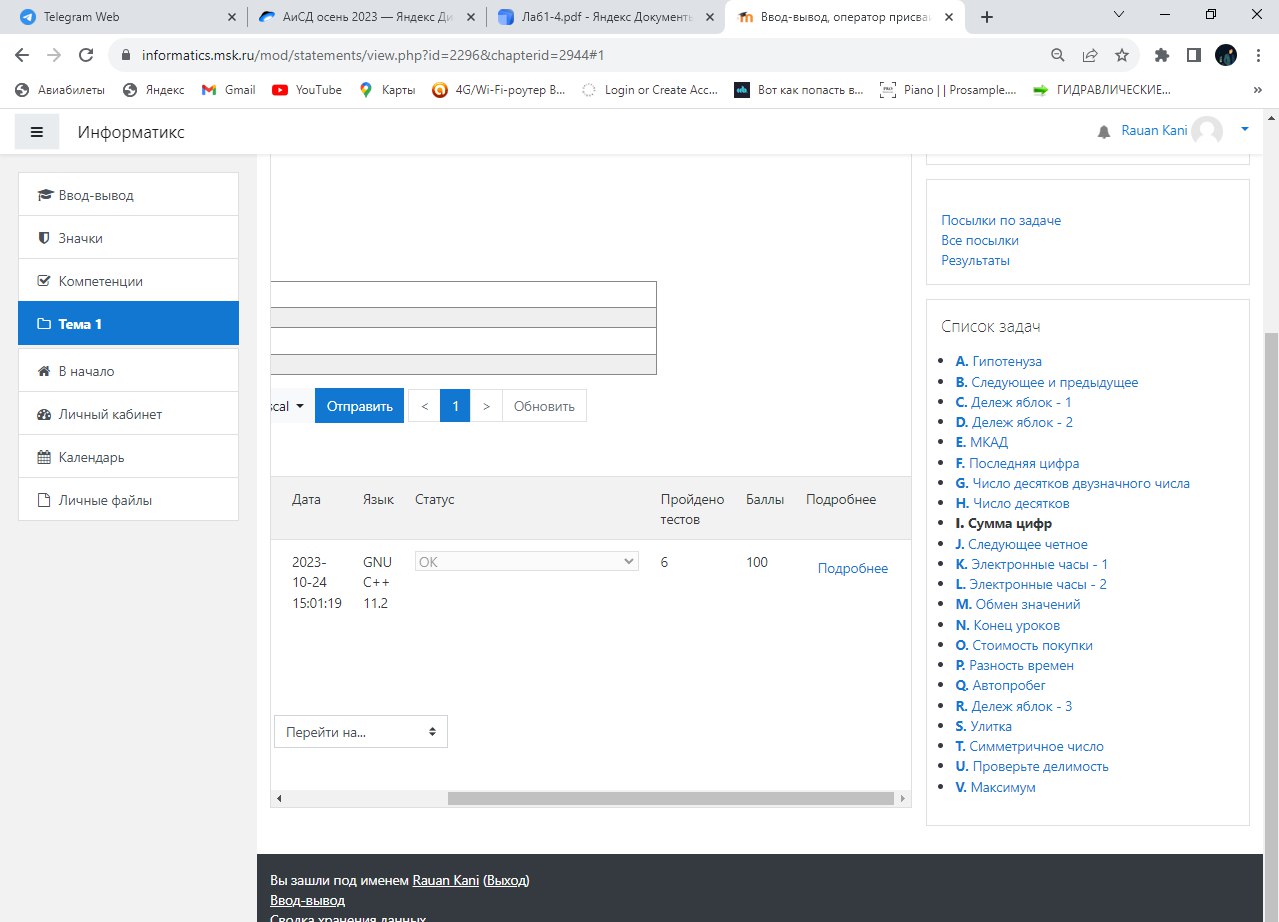 Telegram Web
АиСД осень 2023 — Яндекс Ди
Лаб1-4.pdf - Яндекс Документь
Ввод-вывод, оператор присва
informatics.msk.ru/mod/statements/view.php?id=2296&chapterid=2944#1
Авиабилеты
Яндекс
Gmail
YouTube
Карты
4G/Wi-Fi-роутер В...
Login or Create Acc...
Вот как попасть в...
Piano | | Prosample....
ГИДРАВЛИЧЕСКИЕ...
»
Информатикс
Rauan Kani
Ввод-вывод
Значки
Компетенции
Тема 1
В начало
Личный кабинет
Календарь
Личные файлы
scal
Отправить
<
1
>
Обновить
Дата
Язык
Статус
Пройдено
тестов
Баллы
Подробнее
2023-
10-24
15:01:19
GNU
C++
11.2
OK
6
100
Подробнее
Перейти на...
Посылки по задаче
Все посылки
Результаты
Список задач
A. Гипотенуза
B. Следующее и предыдущее
C. Дележ яблок - 1
D. Дележ яблок - 2
E. МКАД
F. Последняя цифра
G. Число десятков двузначного числа
H. Число десятков
I. Сумма цифр
J. Следующее четное
K. Электронные часы - 1
L. Электронные часы - 2
M. Обмен значений
N. Конец уроков
O. Стоимость покупки
P. Разность времен
Q. Автопробег
R. Дележ яблок - 3
S. Улитка
T. Симметричное число
U. Проверьте делимость
V. Максимум
Вы зашли под именем Rauan Kani (Выход)
Ввод-вывод
Сводка хранения данных